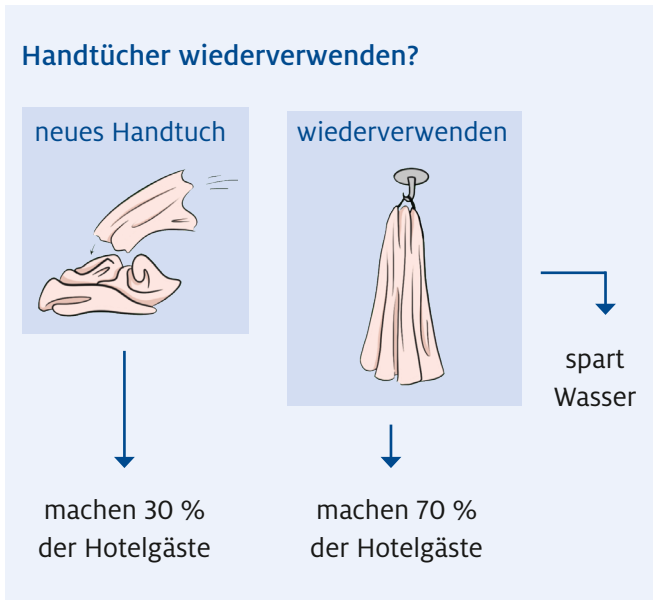 Handtücher wiederverwenden?
neues Handtuch
wiederverwenden
spart
Wasser
machen 30 %
der Hotelgäste
machen 70 %
der Hotelgäste